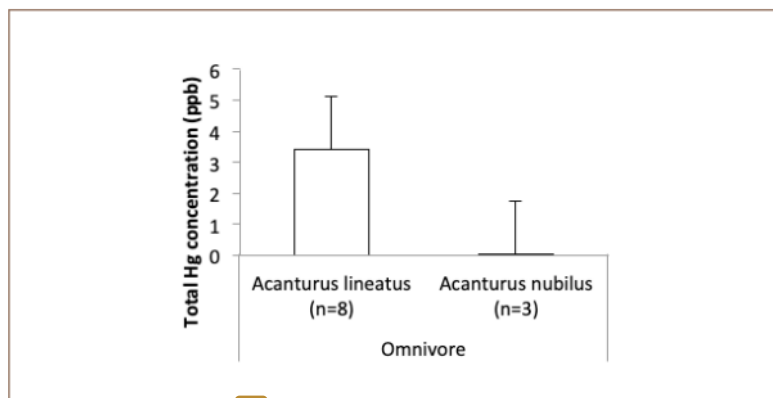 Total Hg concentration (ppb)
6
5
4
3
2
1
0
Acanturus lineatus
(n=8)
Acanturus nubilus
(n=3)
Omnivore